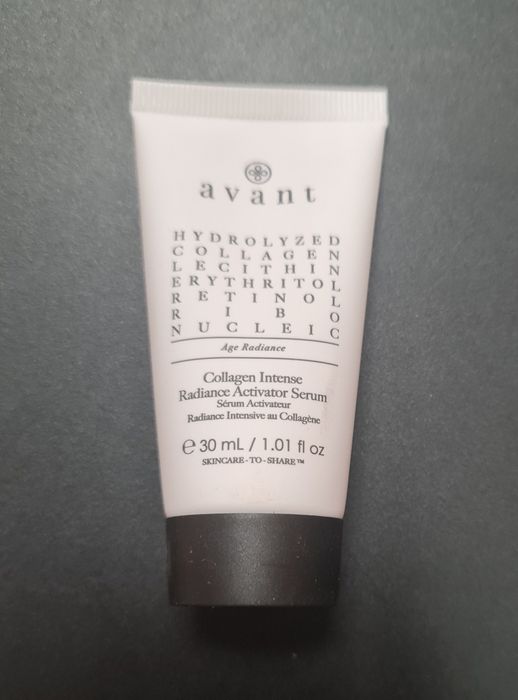 avant
HYDROLYZED
COLLAGEN
LECITHIN
ERYTHRITOL
RETINOL
R I B O
NUCLEIC
Age Radiance
Collagen Intense
Radiance Activator Serum
Sérum Activateur
Radiance Intensive au Collagène
℮ 30 mL / 1.01 fl oz
SKINCARE-TO-SHARE™